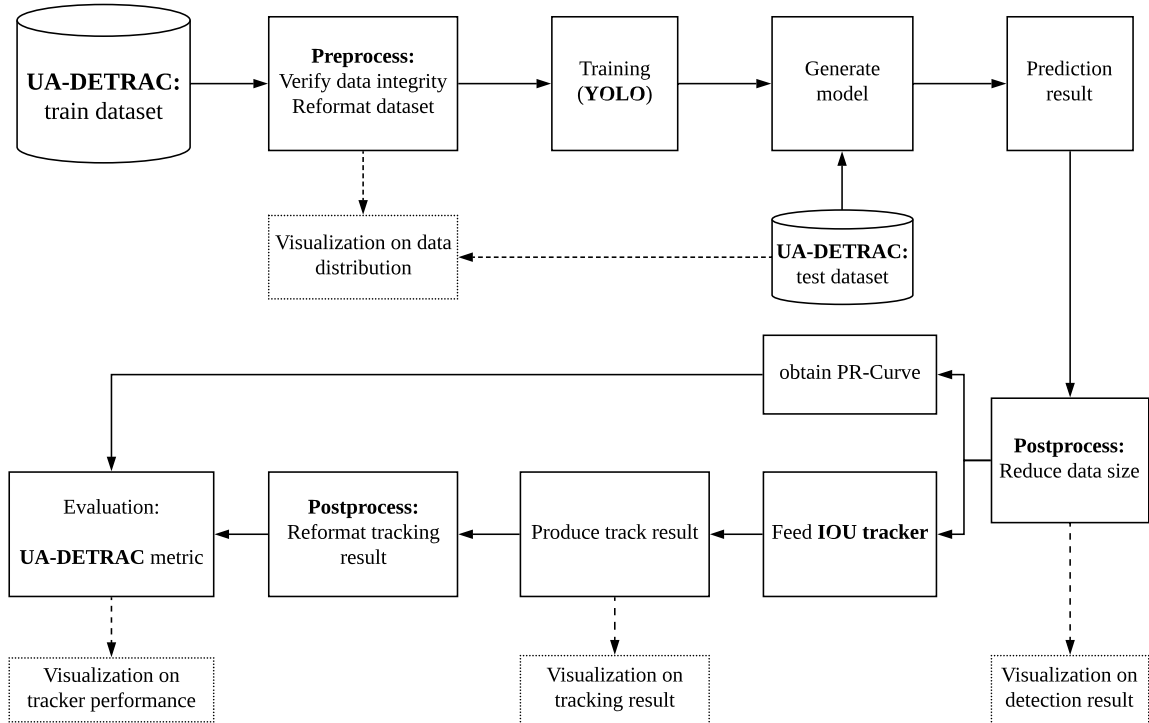 UA-DETRAC:
train dataset
Preprocess:
Verify data integrity
Reformat dataset
Training
(YOLO)
Generate
model
Prediction
result
Visualization on data
distribution
UA-DETRAC:
test dataset
obtain PR-Curve
Postprocess:
Reduce data size
Evaluation:
UA-DETRAC metric
Postprocess:
Reformat tracking
result
Produce track result
Feed IOU tracker
Visualization on
tracker performance
Visualization on
tracking result
Visualization on
detection result